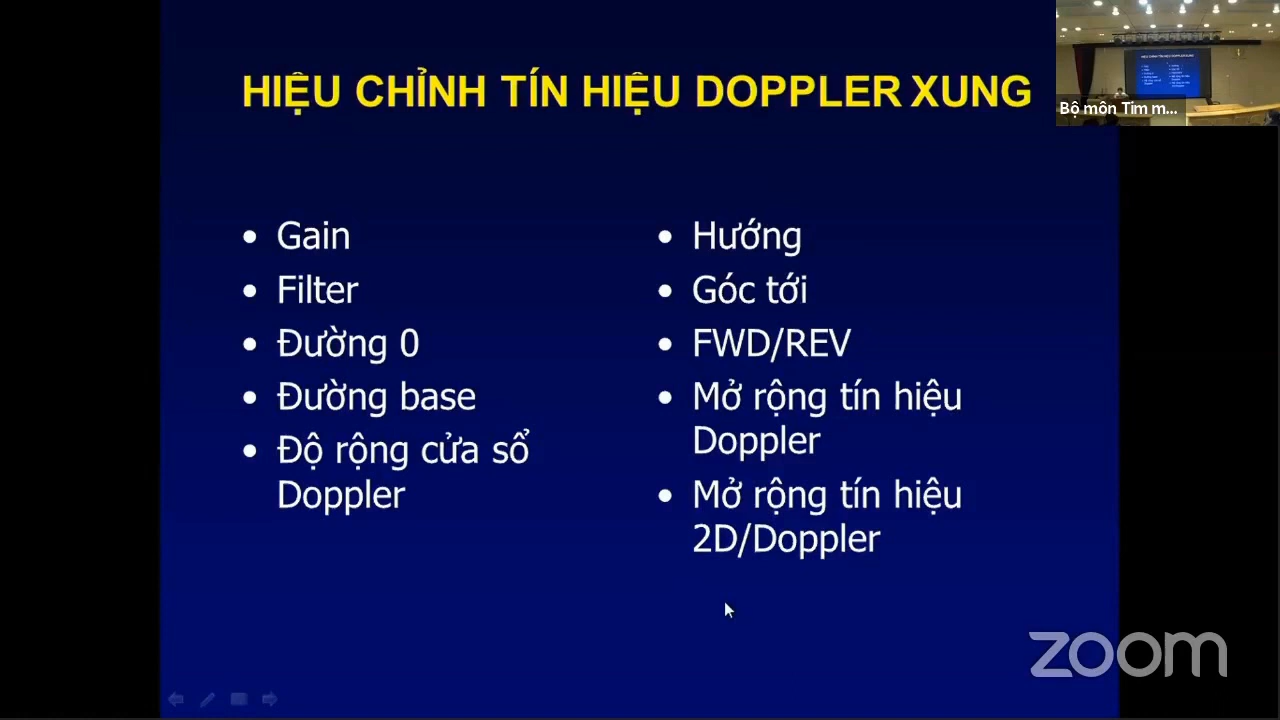 HIỆU CHỈNH TÍN HIỆU DOPPLER XUNG
Bộ môn Tim m...
• Gain
• Filter
• Đường 0
• Đường base
• Độ rộng cửa sổ
Doppler
• Hướng
• Góc tới
• FWD/REV
• Mở rộng tín hiệu
Doppler
• Mở rộng tín hiệu
2D/Doppler
zoom